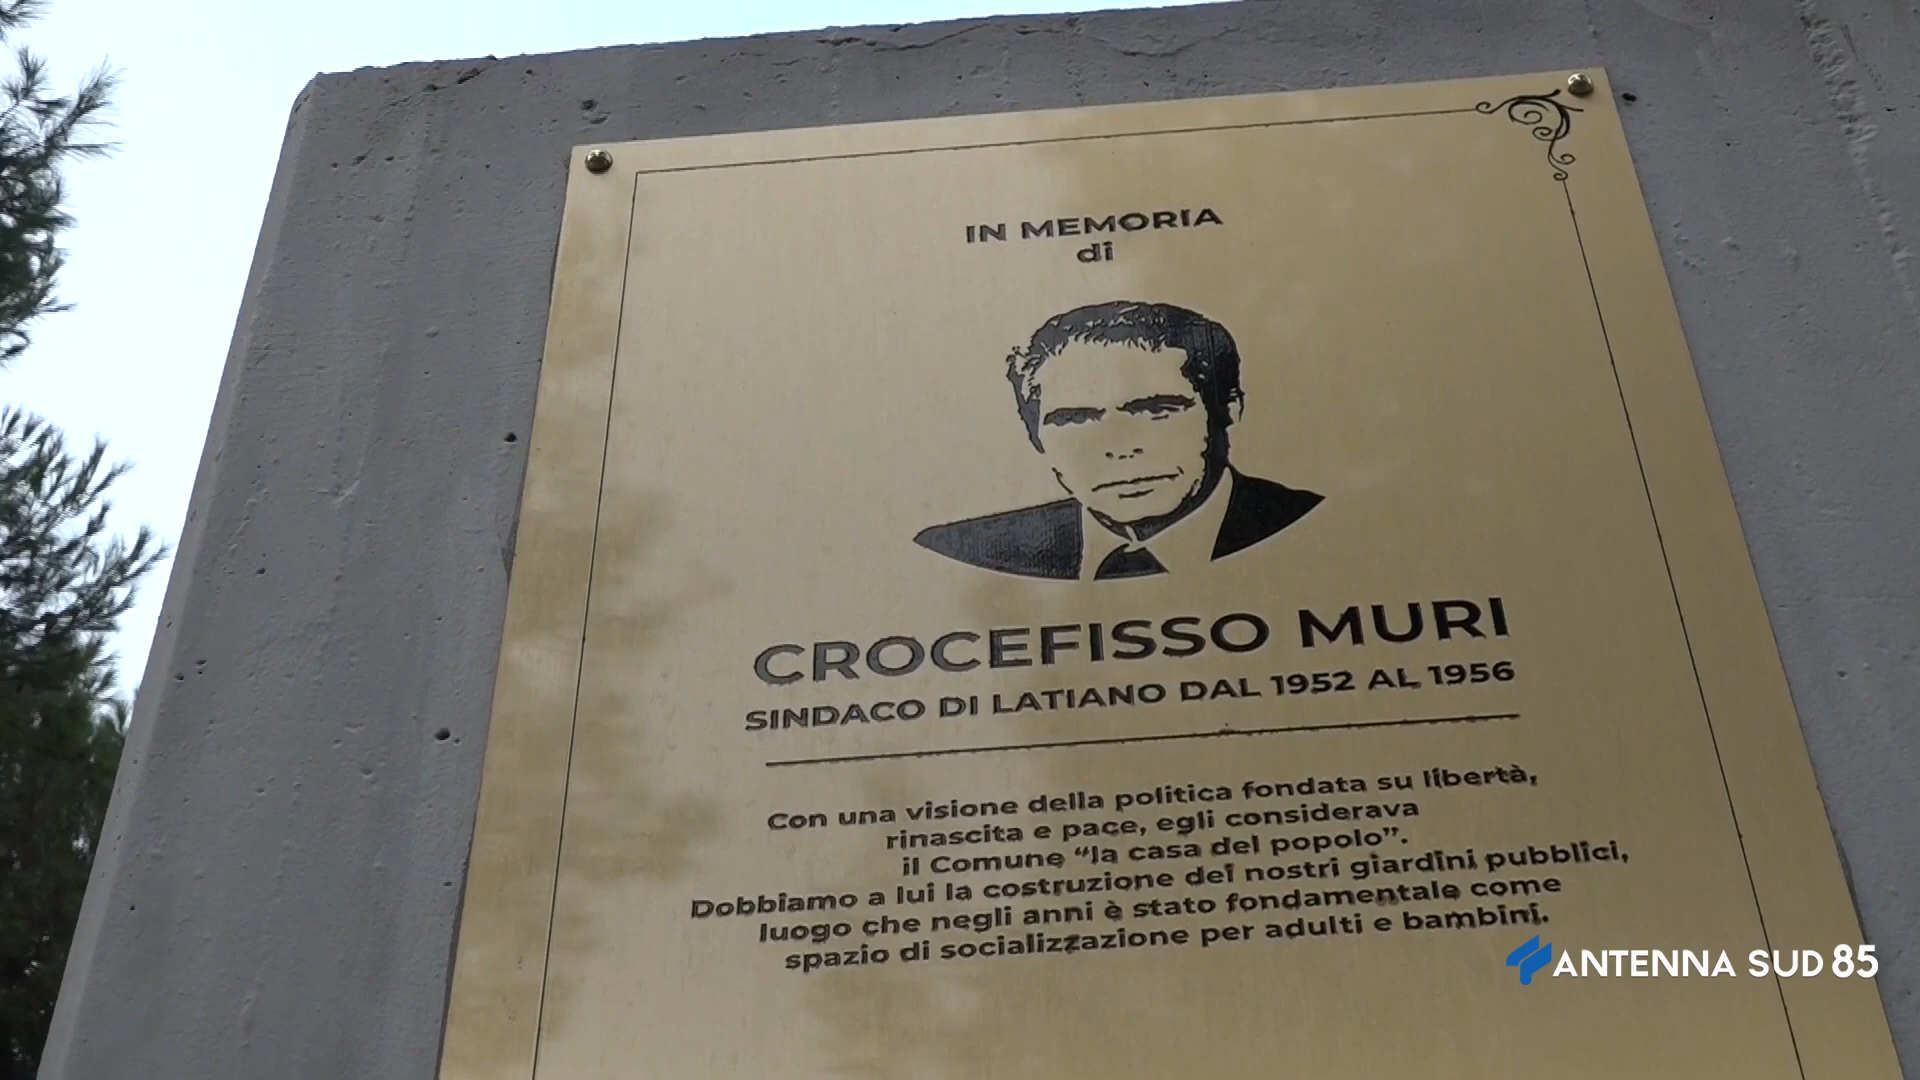 IN MEMORIA
di
CROCEFISSO MURI
SINDACO DI LATIANO DAL 1952 AL 1956
Con una visione della politica fondata su libertà,
rinascita e pace, egli considerava
il Comune “la casa del popolo”.
Dobbiamo a lui la costruzione dei nostri giardini pubblici,
luogo che negli anni è stato fondamentale come
spazio di socializzazione per adulti e bambini.
ANTENNA SUD 85